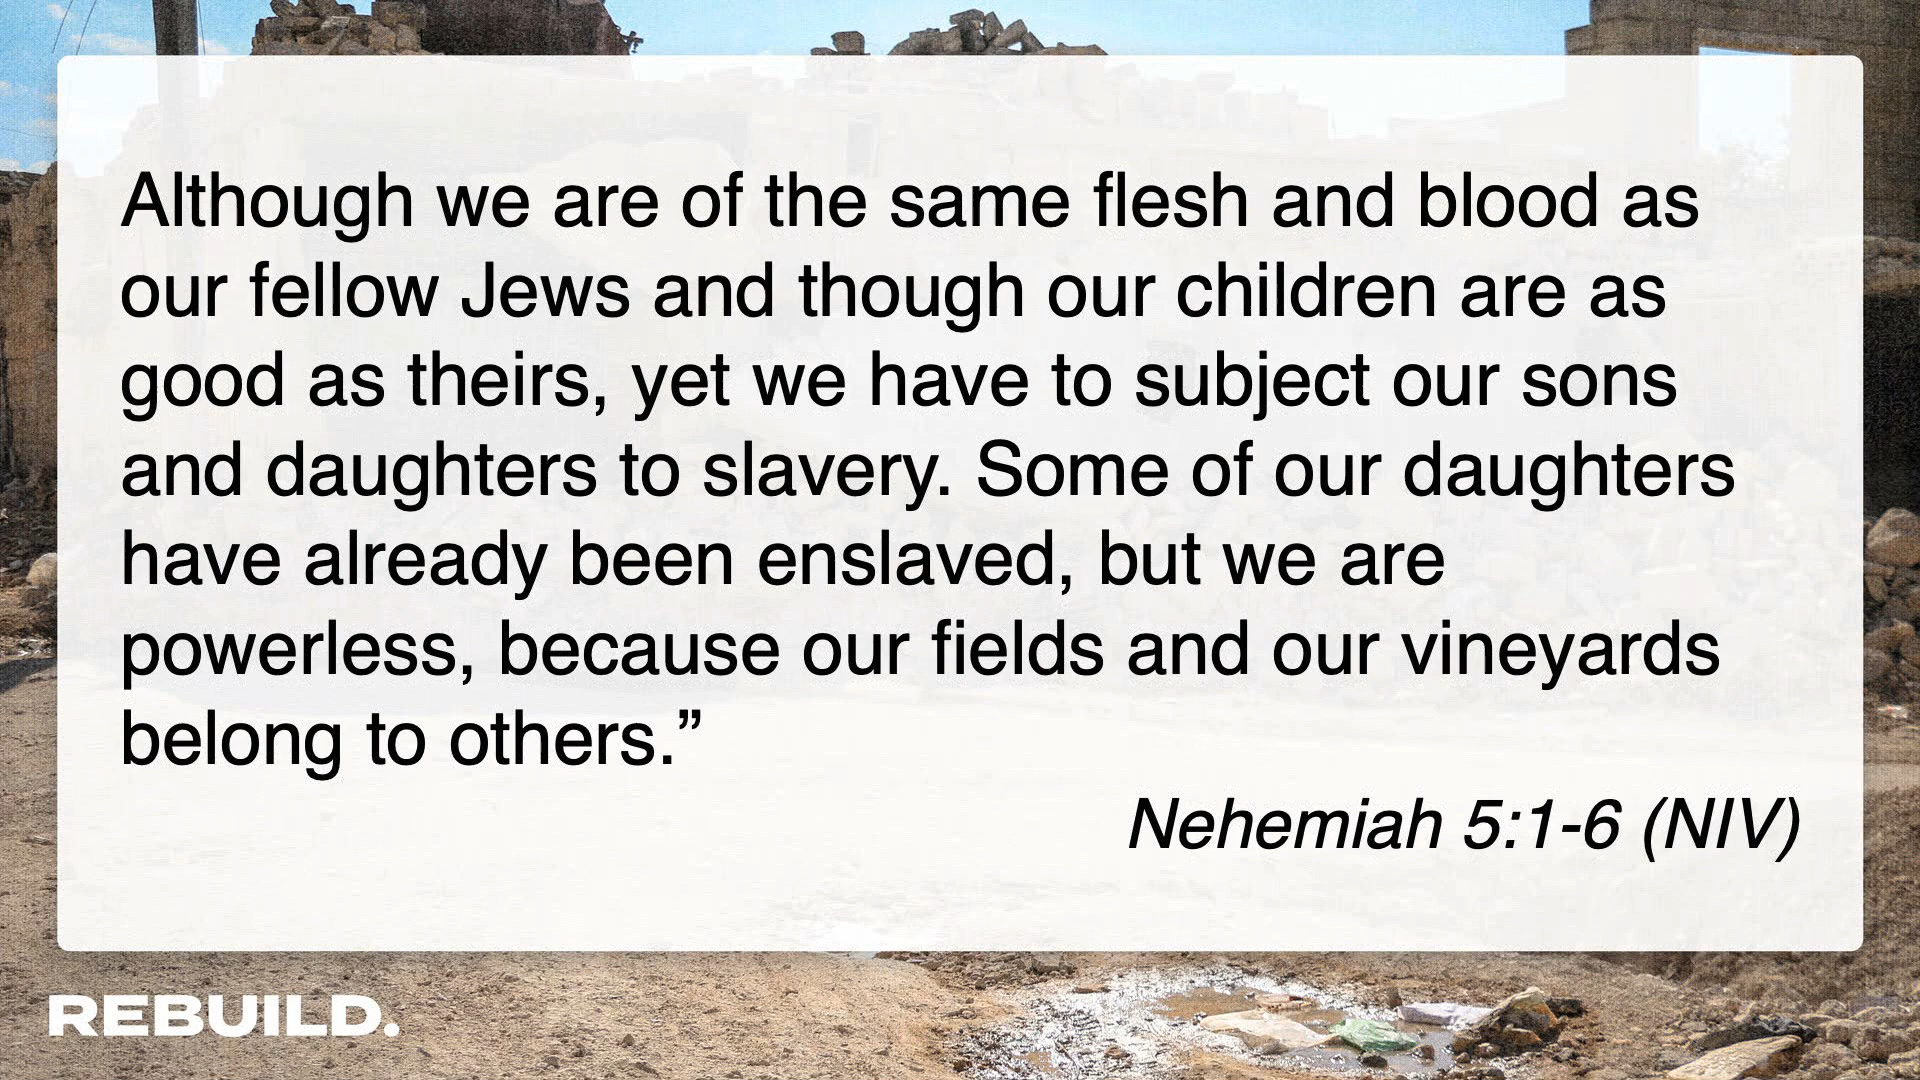 Although we are of the same flesh and blood as
our fellow Jews and though our children are as
good as theirs, yet we have to subject our sons
and daughters to slavery. Some of our daughters
have already been enslaved, but we are
powerless, because our fields and our vineyards
belong to others.”
Nehemiah 5:1-6 (NIV)
REBUILD.